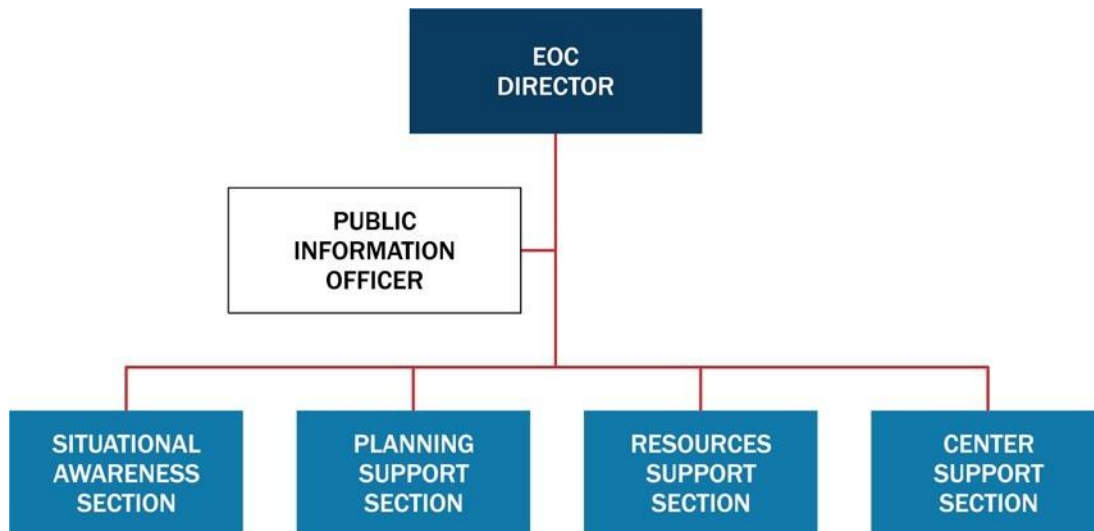 EOC
DIRECTOR
PUBLIC
INFORMATION
OFFICER
SITUATIONAL
AWARENESS
SECTION
PLANNING
SUPPORT
SECTION
RESOURCES
SUPPORT
SECTION
CENTER
SUPPORT
SECTION